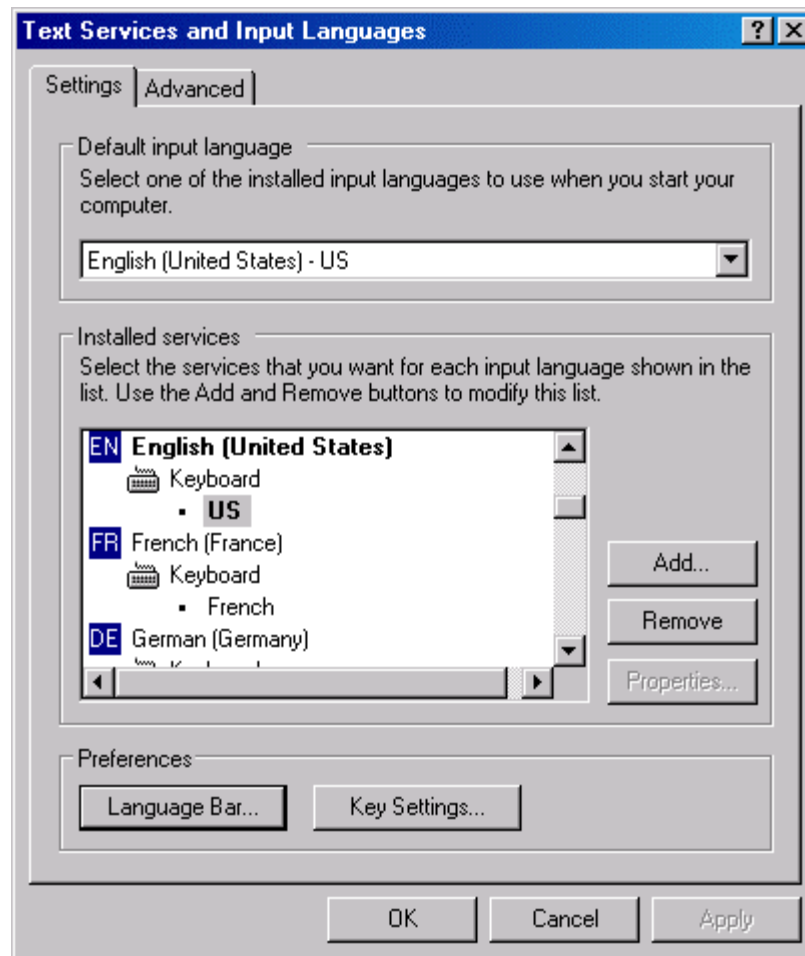 Text Services and Input Languages
Settings
Advanced
Default input language
Select one of the installed input languages to use when you start your
computer.
English (United States) - US
Installed services
Select the services that you want for each input language shown in the
list. Use the Add and Remove buttons to modify this list.
EN English (United States)
Keyboard
US
FR French (France)
Keyboard
French
DE German (Germany)
Add...
Remove
Properties...
Preferences
Language Bar...
Key Settings...
OK
Cancel
Apply